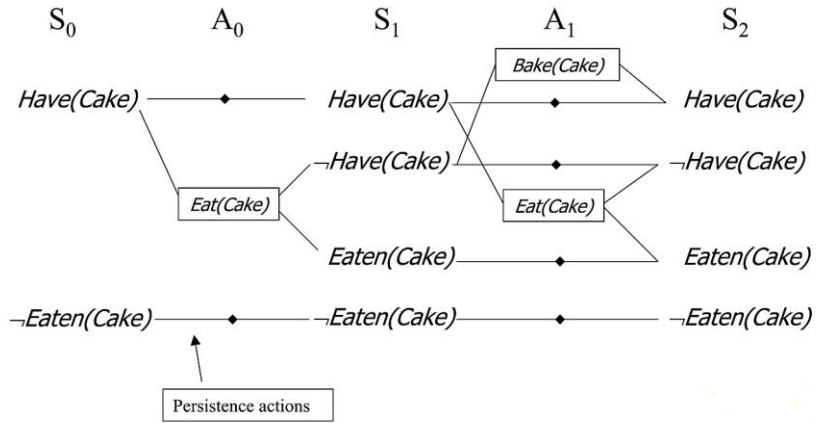 S0 A0 S1 A1 S2
Bake(Cake)
Have(Cake) Have(Cake) Have(Cake)
¬Have(Cake) ¬Have(Cake)
Eat(Cake) Eat(Cake)
Eaten(Cake) Eaten(Cake)
¬Eaten(Cake) ¬Eaten(Cake) ¬Eaten(Cake)
Persistence actions